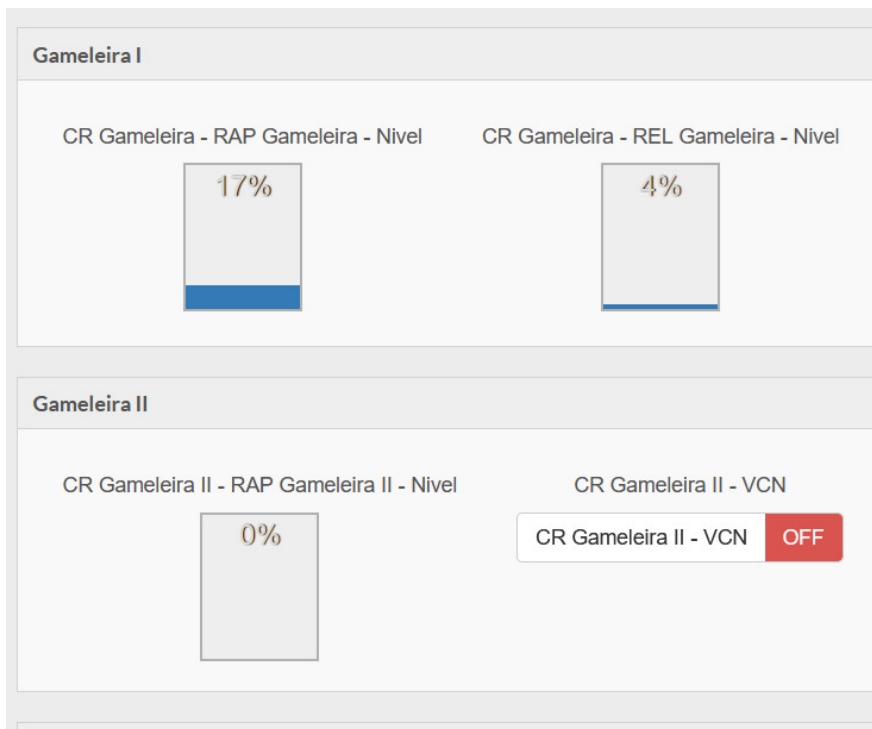 Gameleira I
CR Gameleira - RAP Gameleira - Nivel
CR Gameleira - REL Gameleira - Nivel
17%
4%
Gameleira II
CR Gameleira II - RAP Gameleira II - Nivel
CR Gameleira II - VCN
0%
CR Gameleira II - VCN OFF